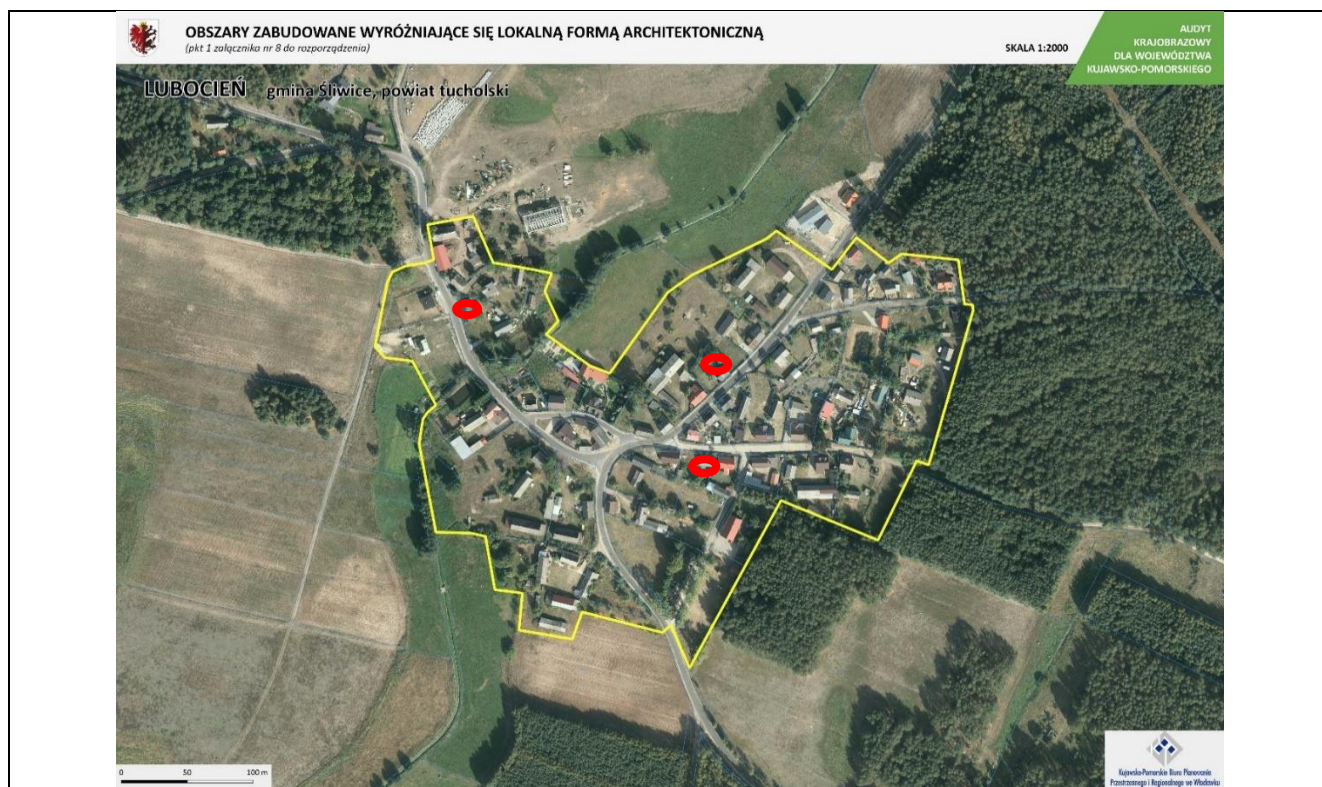 OBSZARY ZABUDOWANE WYRÓŻNIAJĄCE SIĘ LOKALNĄ FORMĄ ARCHITEKTONICZNĄ
(pkt 1 załącznika nr 8 do rozporządzenia)
SKALA 1:2000
AUDYT
KRAJOBRAZOWY
DLA WOJEWÓDZTWA
KUJAWSKO-POMORSKIEGO
LUBOCIEŃ gmina Śliwice, powiat tucholski
0 50 100 m
Kujawsko-Pomorskie Biuro Planowania
Przestrzennego i Regionalnego we Włocławku